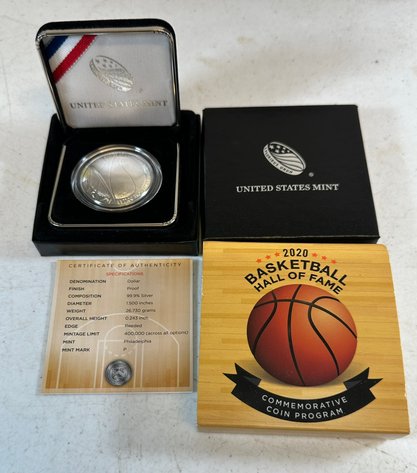 UNITED STATES MINT
UNITED STATES MINT
CERTIFICATE OF AUTHENTICITY
SPECIFICATIONS
DENOMINATION Dollar
FINISH Proof
COMPOSITION 99.9% Silver
DIAMETER 1.500 inches
WEIGHT 26.730 grams
OVERALL HEIGHT 0.243 inch
EDGE Reeded
MINTAGE LIMIT 400,000 (across all options)
MINT Philadelphia
MINT MARK P
2020
BASKETBALL
HALL OF FAME
COMMEMORATIVE
COIN PROGRAM